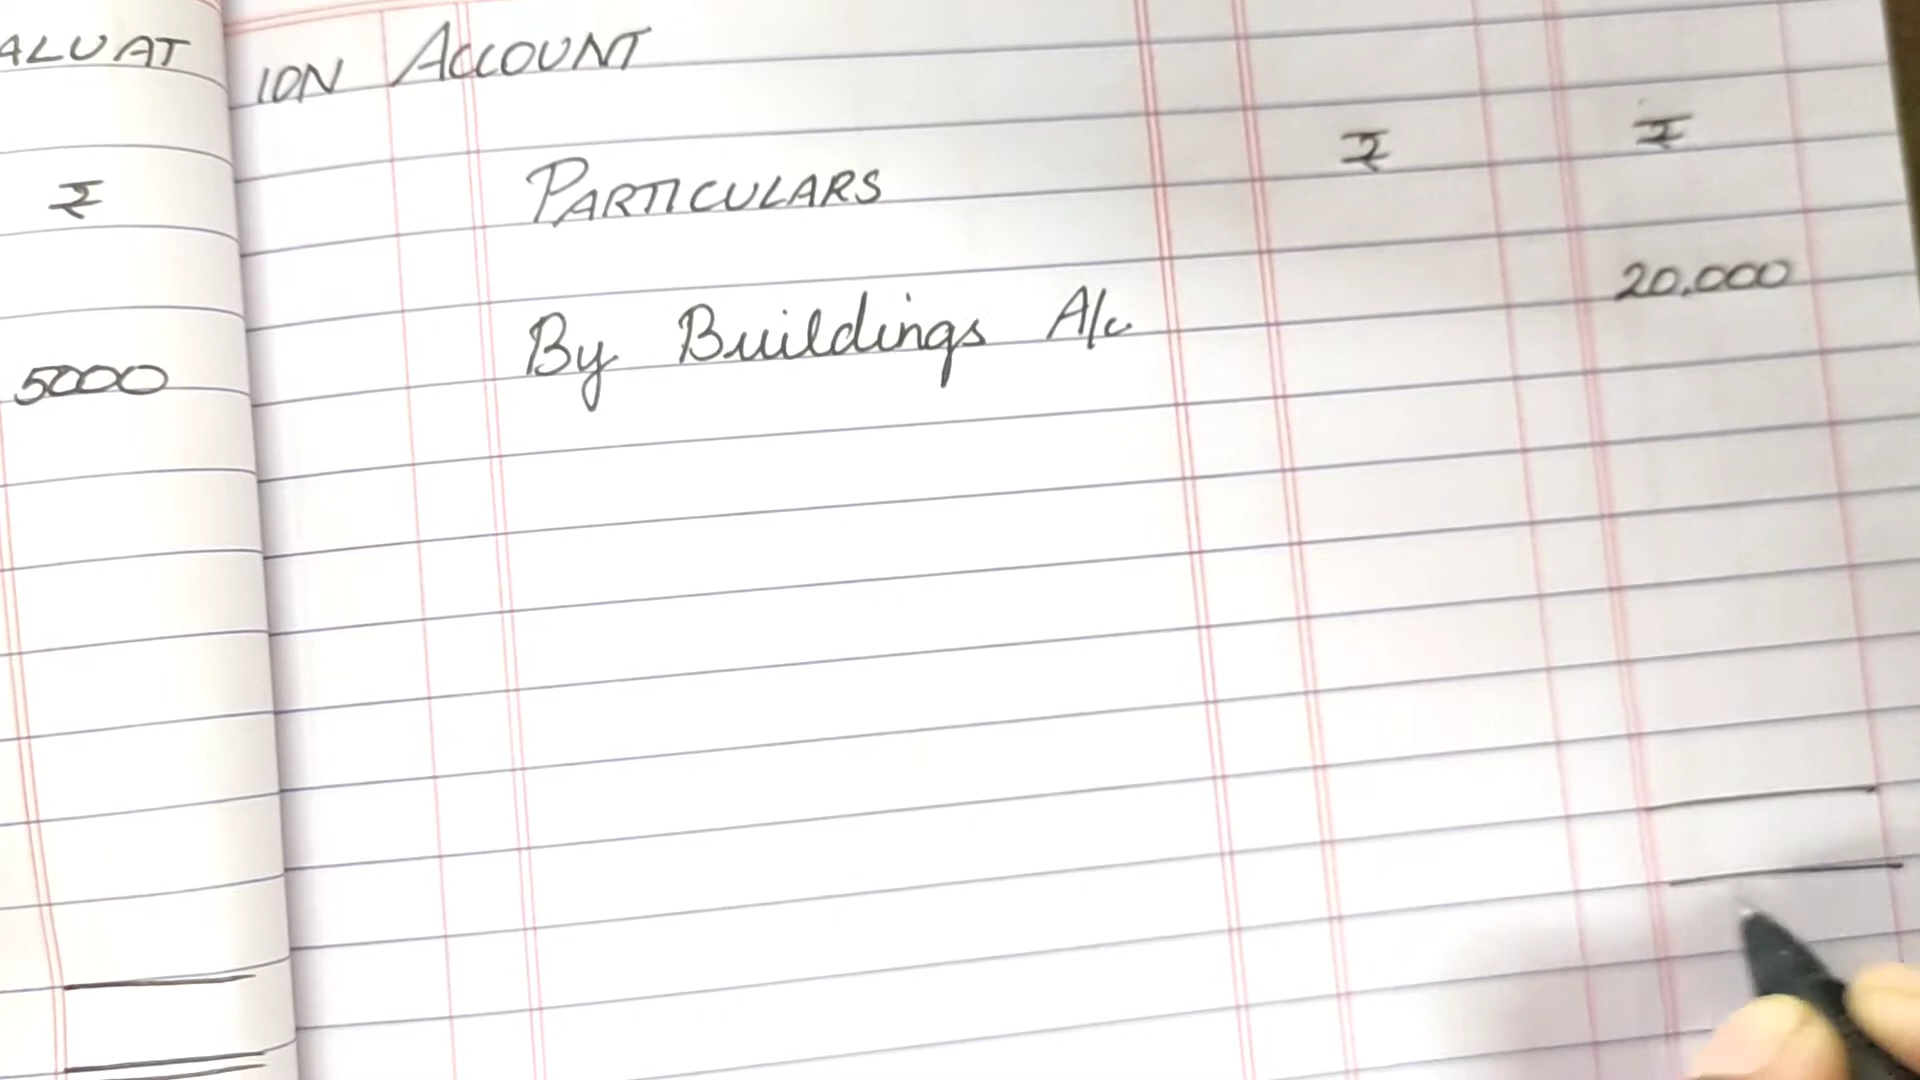 ALUAT ION ACCOUNT
₹ PARTICULARS ₹ ₹
By Buildings A/c 20,000
5000